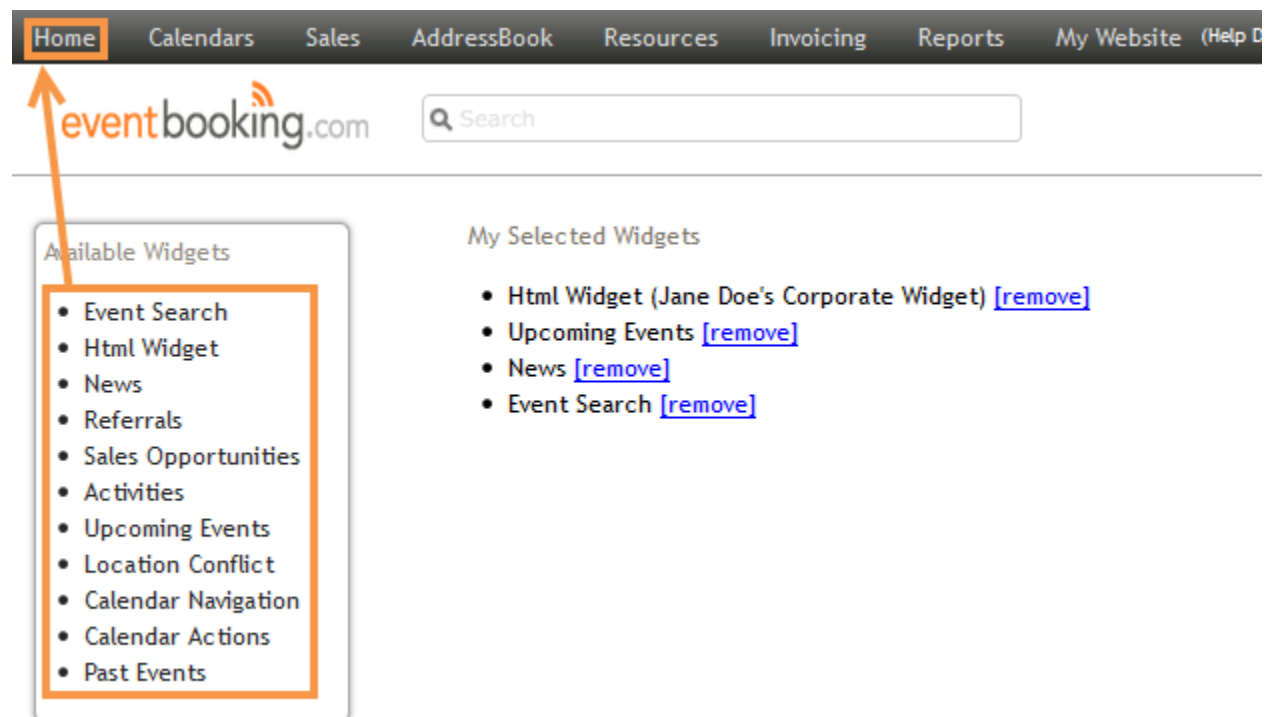 Home Calendars Sales AddressBook Resources Invoicing Reports My Website (Help D
eventbooking.com
Search
Available Widgets
• Event Search
• Html Widget
• News
• Referrals
• Sales Opportunities
• Activities
• Upcoming Events
• Location Conflict
• Calendar Navigation
• Calendar Actions
• Past Events
My Selected Widgets
• Html Widget (Jane Doe's Corporate Widget) [remove]
• Upcoming Events [remove]
• News [remove]
• Event Search [remove]